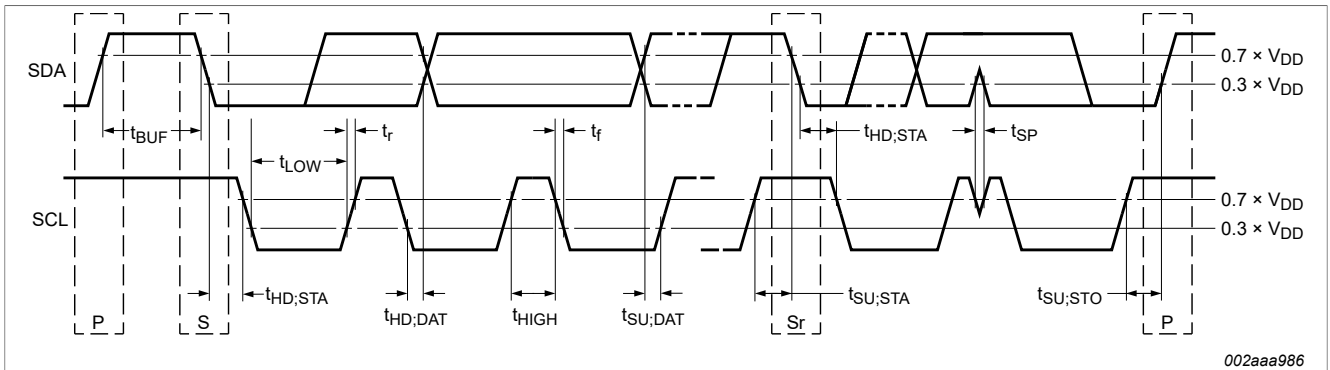 SDA
0.7 × VDD
0.3 × VDD
tBUF
tr
tf
tHD;STA
tSP
tLOW
SCL
0.7 × VDD
0.3 × VDD
tHD;STA
tHD;DAT
tHIGH
tSU;DAT
tSU;STA
tSU;STO
P
S
Sr
P
002aaa986